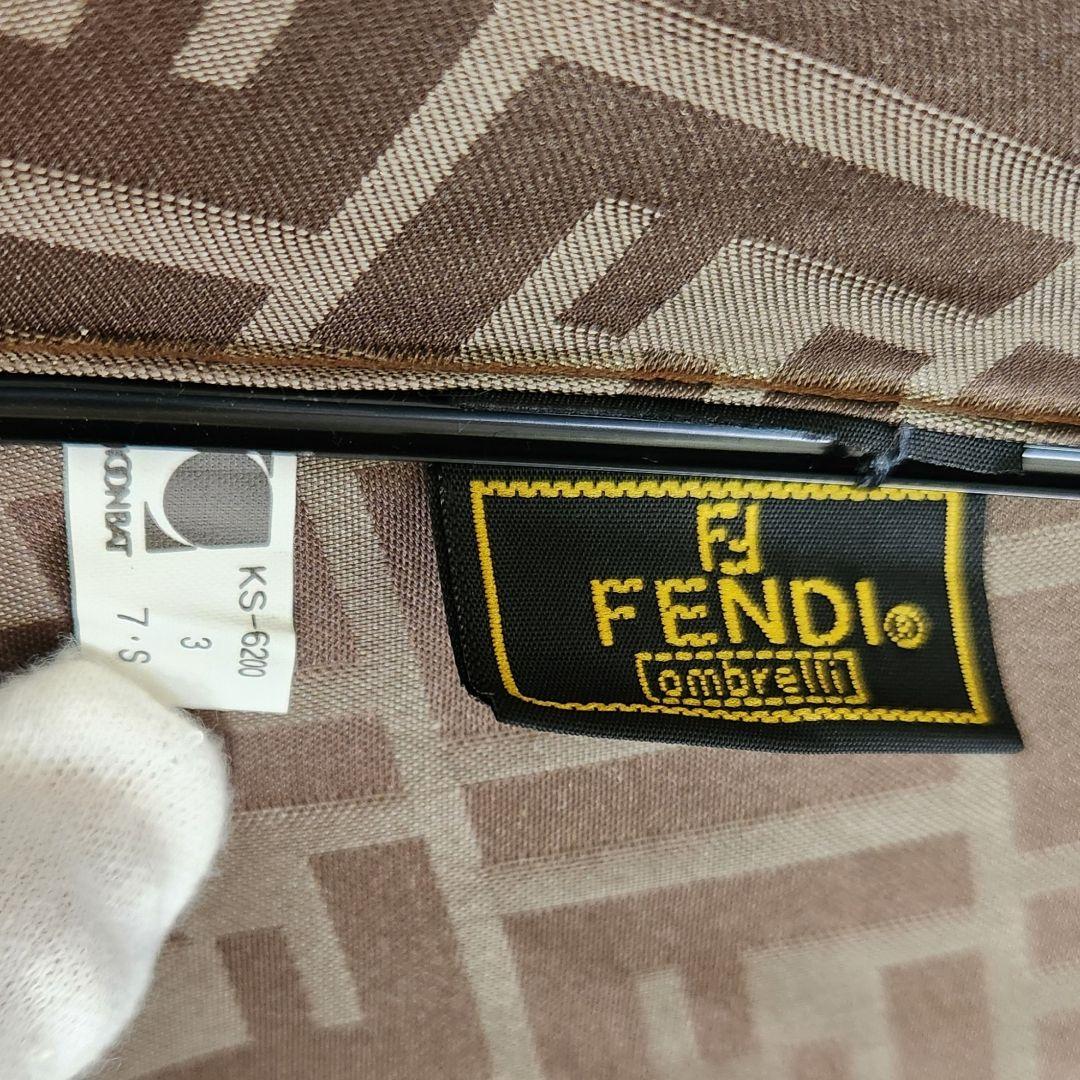 KS-6200
3
7'S
FENDI®
ombrelli